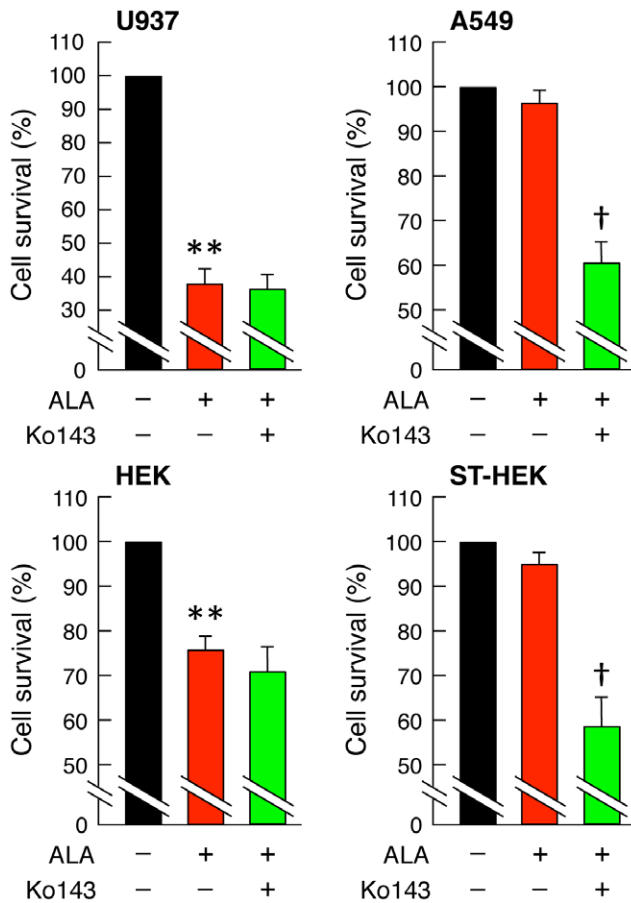 U937
Cell survival (%)
110
100
90
80
70
60
50
40
30
0
**
ALA − + +
Ko143 − − +
A549
Cell survival (%)
110
100
90
80
70
60
50
0
†
ALA − + +
Ko143 − − +
HEK
Cell survival (%)
110
100
90
80
70
60
50
0
**
ALA − + +
Ko143 − − +
ST-HEK
Cell survival (%)
110
100
90
80
70
60
50
0
†
ALA − + +
Ko143 − − +